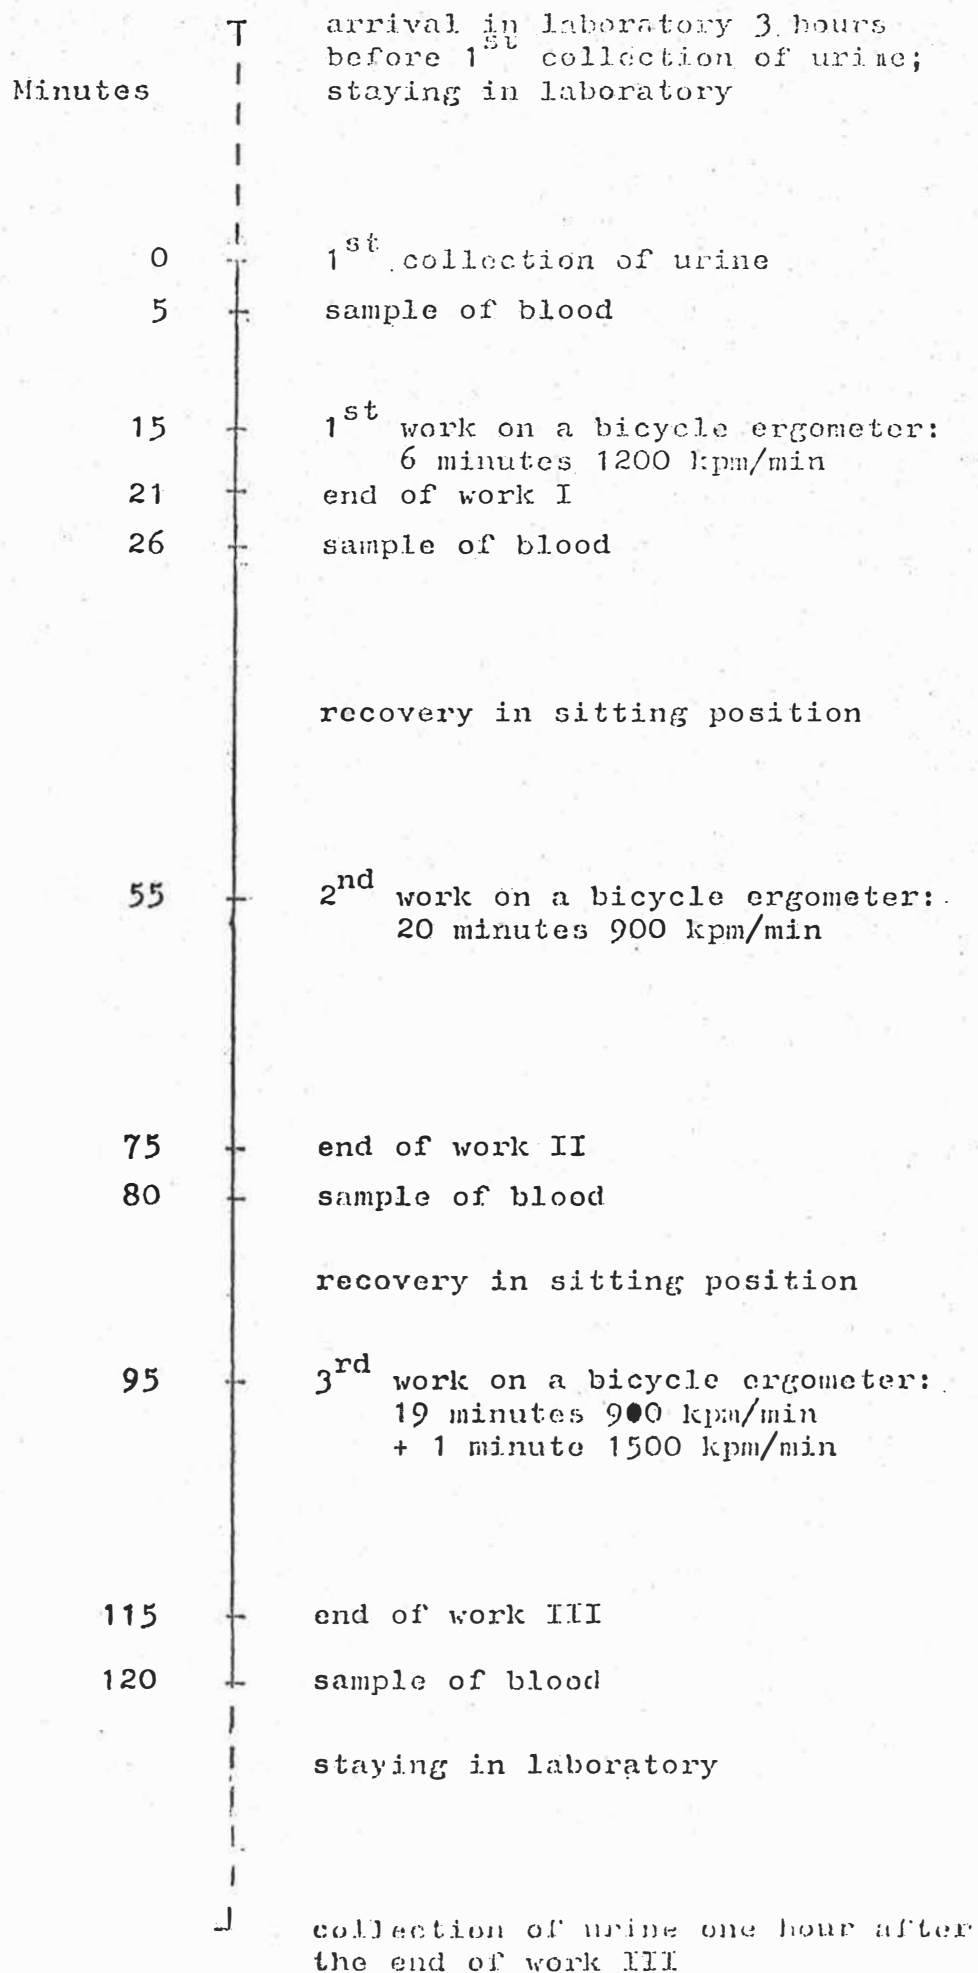 arrival in laboratory 3 hours
before 1st collection of urine;
Minutes staying in laboratory
0 1st collection of urine
5 sample of blood
15 1st work on a bicycle ergometer:
6 minutes 1200 kpm/min
21 end of work I
26 sample of blood
recovery in sitting position
55 2nd work on a bicycle ergometer:
20 minutes 900 kpm/min
75 end of work II
80 sample of blood
recovery in sitting position
95 3rd work on a bicycle ergometer:
19 minutes 900 kpm/min
+ 1 minute 1500 kpm/min
115 end of work III
120 sample of blood
staying in laboratory
collection of urine one hour after
the end of work III